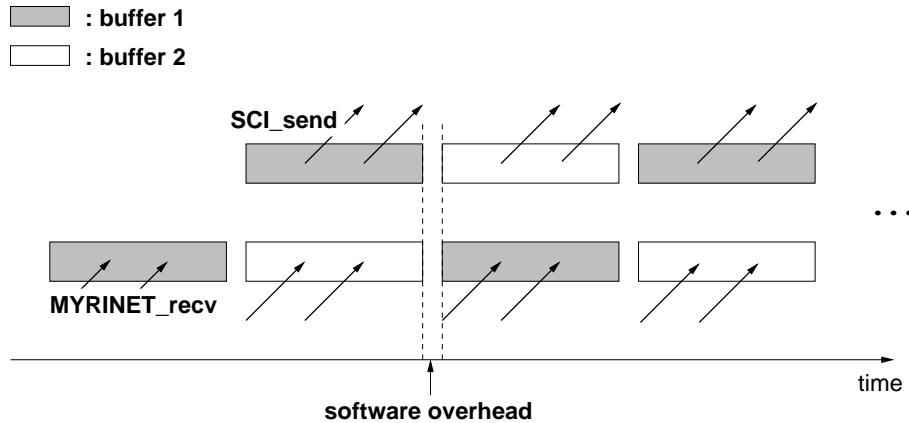 : buffer 1
: buffer 2
SCI_send
...
MYRINET_recv
time
software overhead